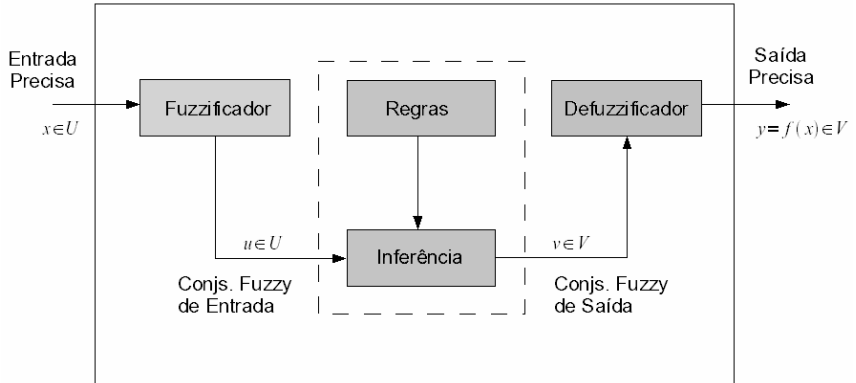 Entrada
Precisa
x∈U
Fuzzificador
Regras
Defuzzificador
Saída
Precisa
y= f(x)∈V
u∈U
Inferência
v∈V
Conjs. Fuzzy
de Entrada
Conjs. Fuzzy
de Saída